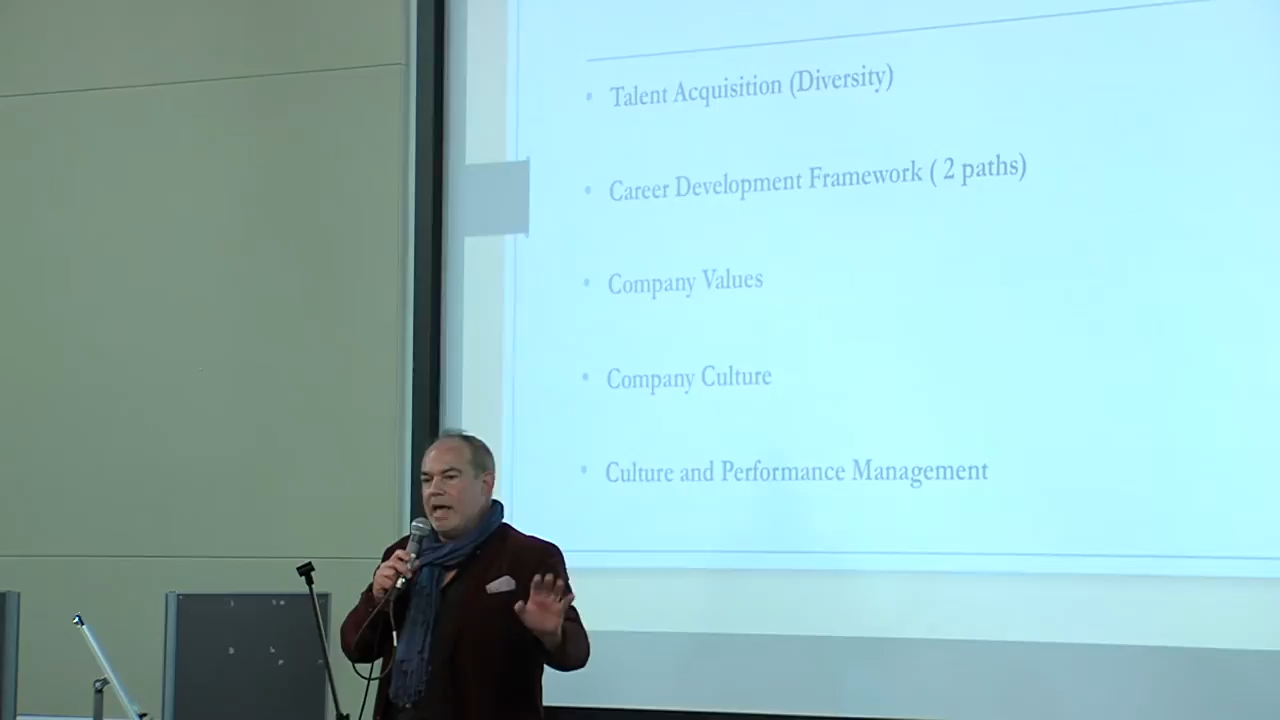 • Talent Acquisition (Diversity)
• Career Development Framework ( 2 paths)
• Company Values
• Company Culture
• Culture and Performance Management